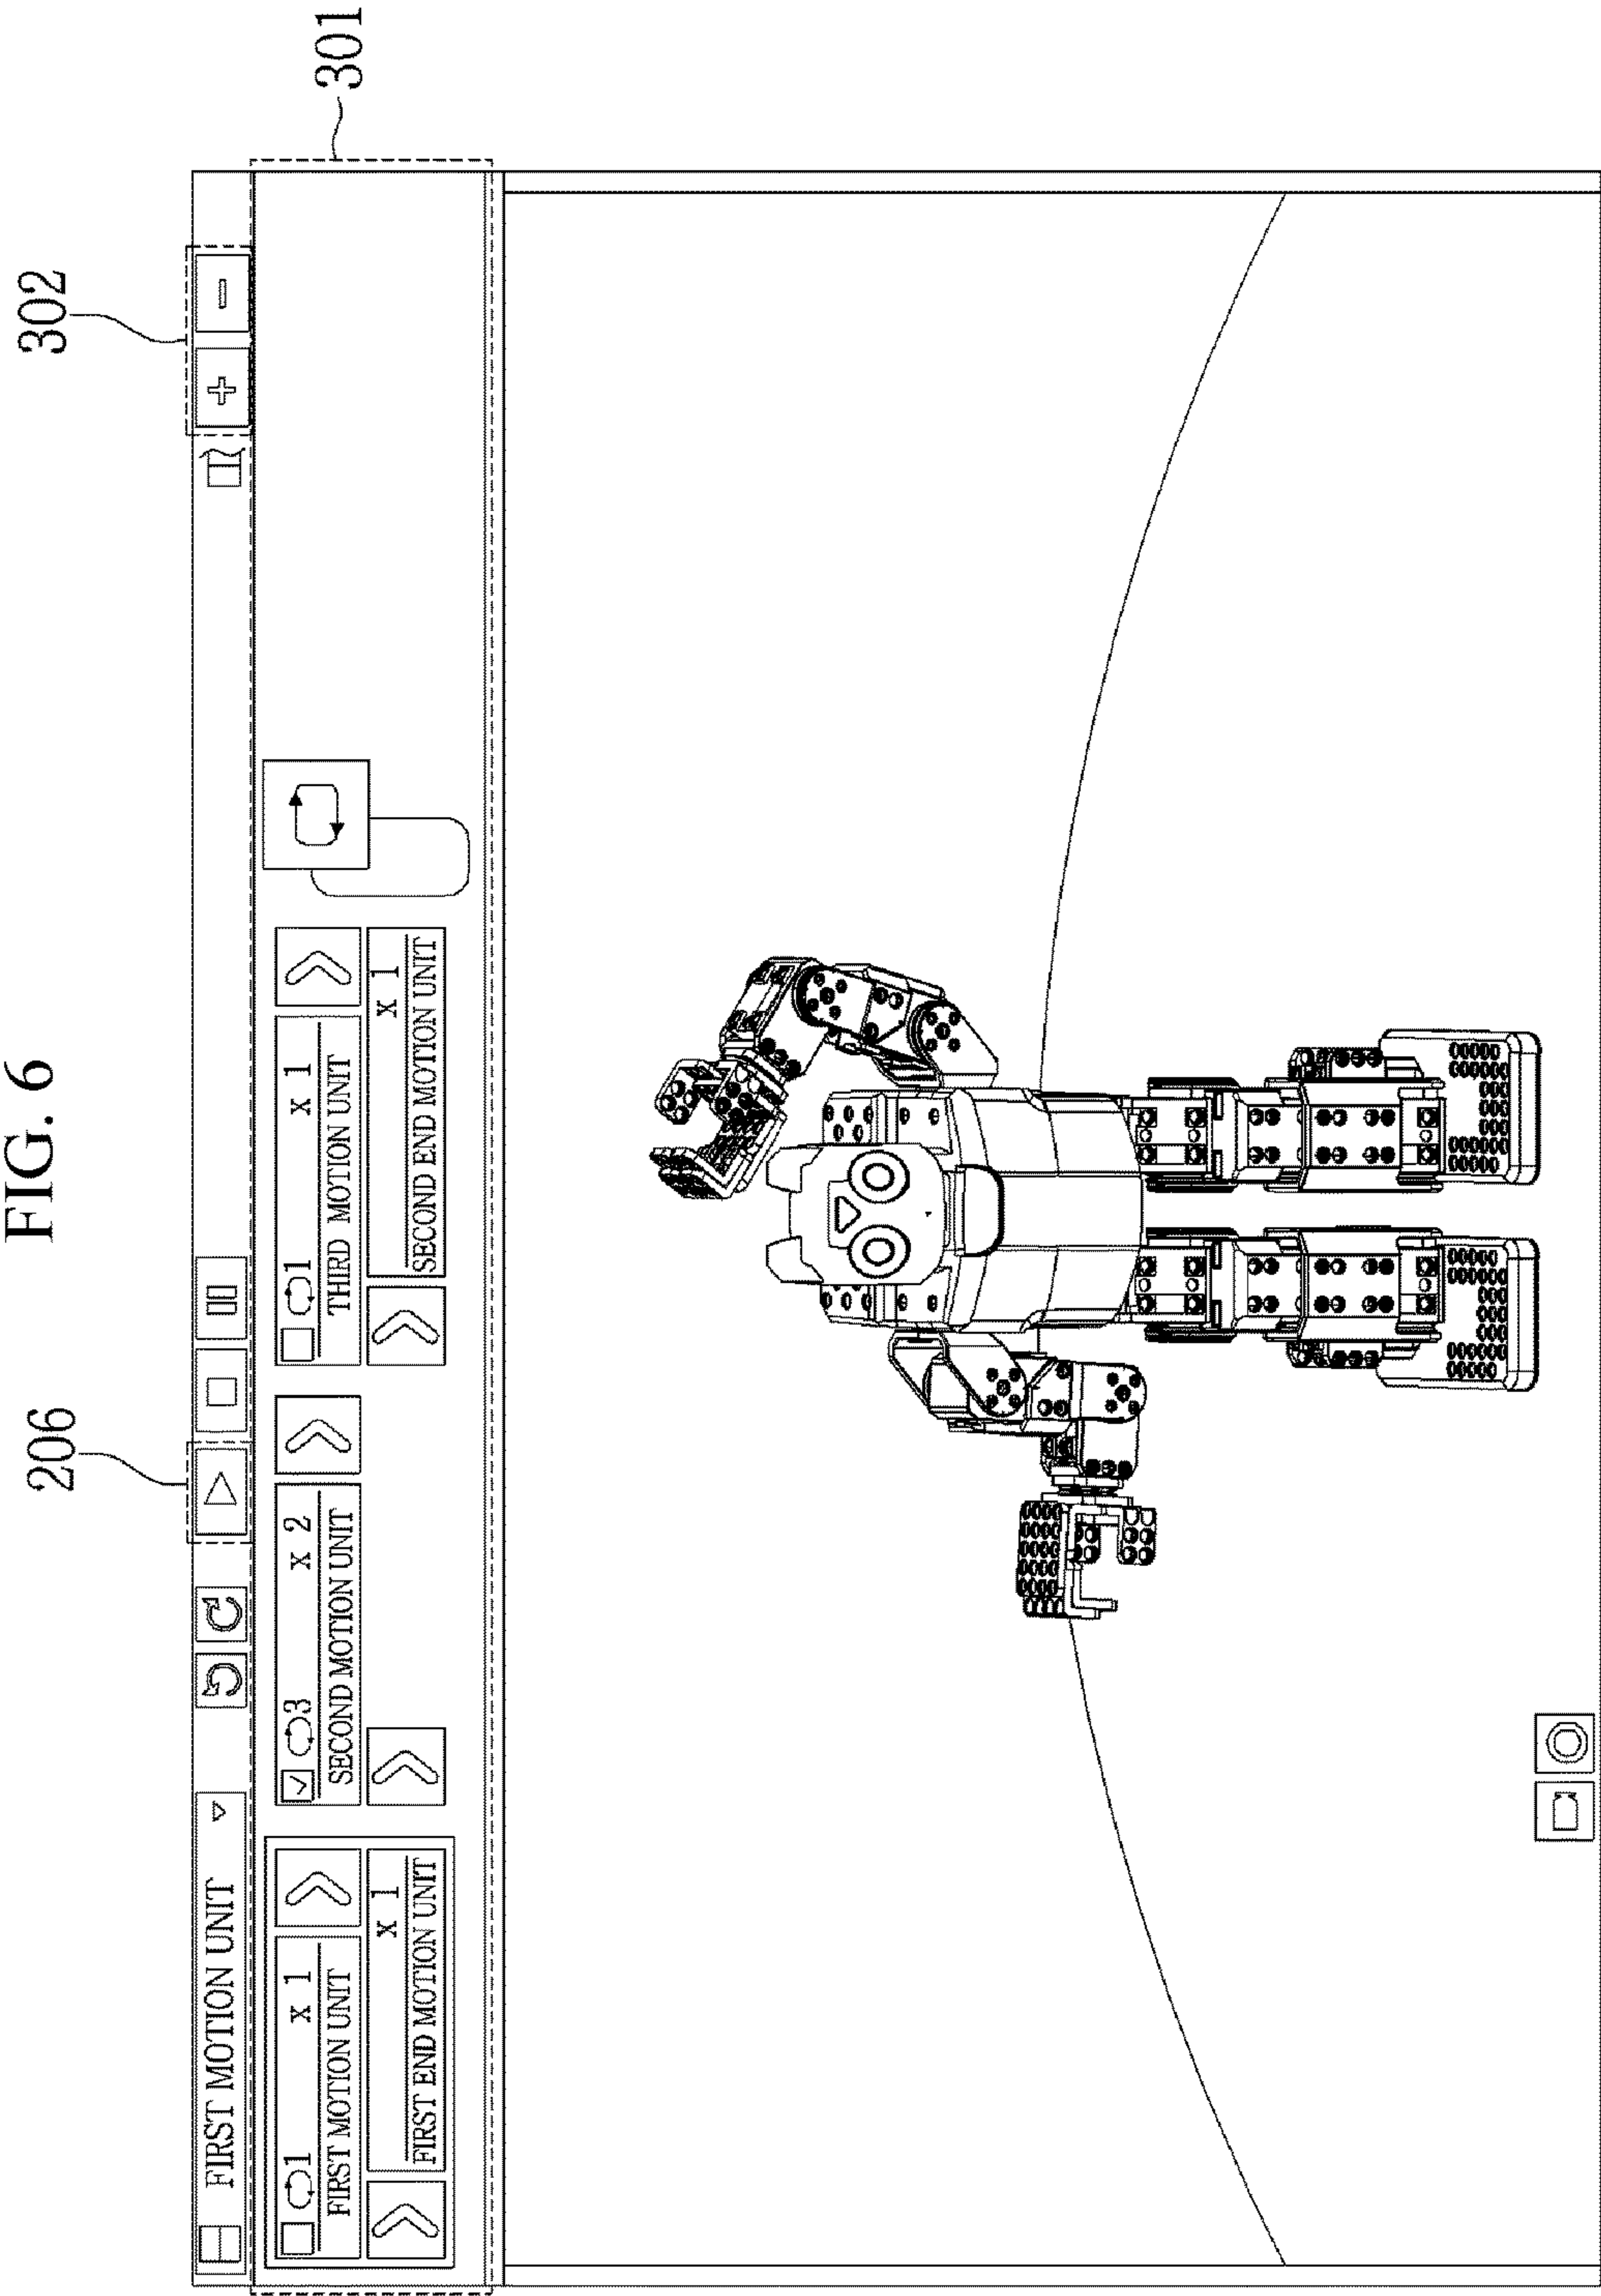 FIG. 6
206
302
301
FIRST MOTION UNIT
1 x 1
FIRST MOTION UNIT
x 1
FIRST END MOTION UNIT
3 x 2
SECOND MOTION UNIT
1 x 1
THIRD MOTION UNIT
x 1
SECOND END MOTION UNIT